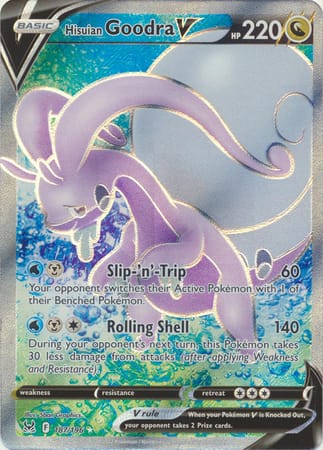 BASIC
Hisuian Goodra V HP 220
Slip-'n'-Trip 60
Your opponent switches their Active Pokémon with 1 of
their Benched Pokémon.
Rolling Shell 140
During your opponent's next turn, this Pokémon takes
30 less damage from attacks (after applying Weakness
and Resistance).
weakness resistance retreat
V rule
When your Pokémon V is Knocked Out,
your opponent takes 2 Prize cards.
F 187/196